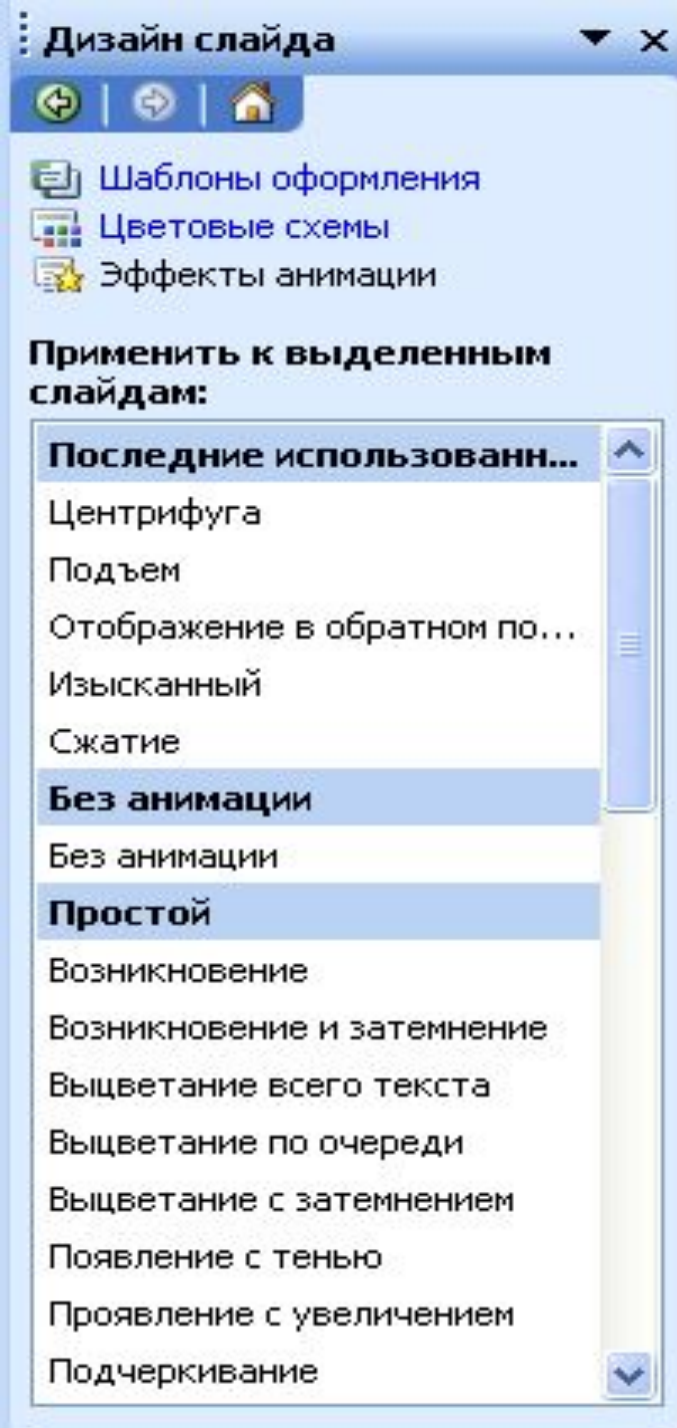 Дизайн слайда
Шаблоны оформления
Цветовые схемы
Эффекты анимации
Применить к выделенным
слайдам:
Последние использованн...
Центрифуга
Подъем
Отображение в обратном по...
Изысканный
Сжатие
Без анимации
Без анимации
Простой
Возникновение
Возникновение и затемнение
Выцветание всего текста
Выцветание по очереди
Выцветание с затемнением
Появление с тенью
Проявление с увеличением
Подчеркивание